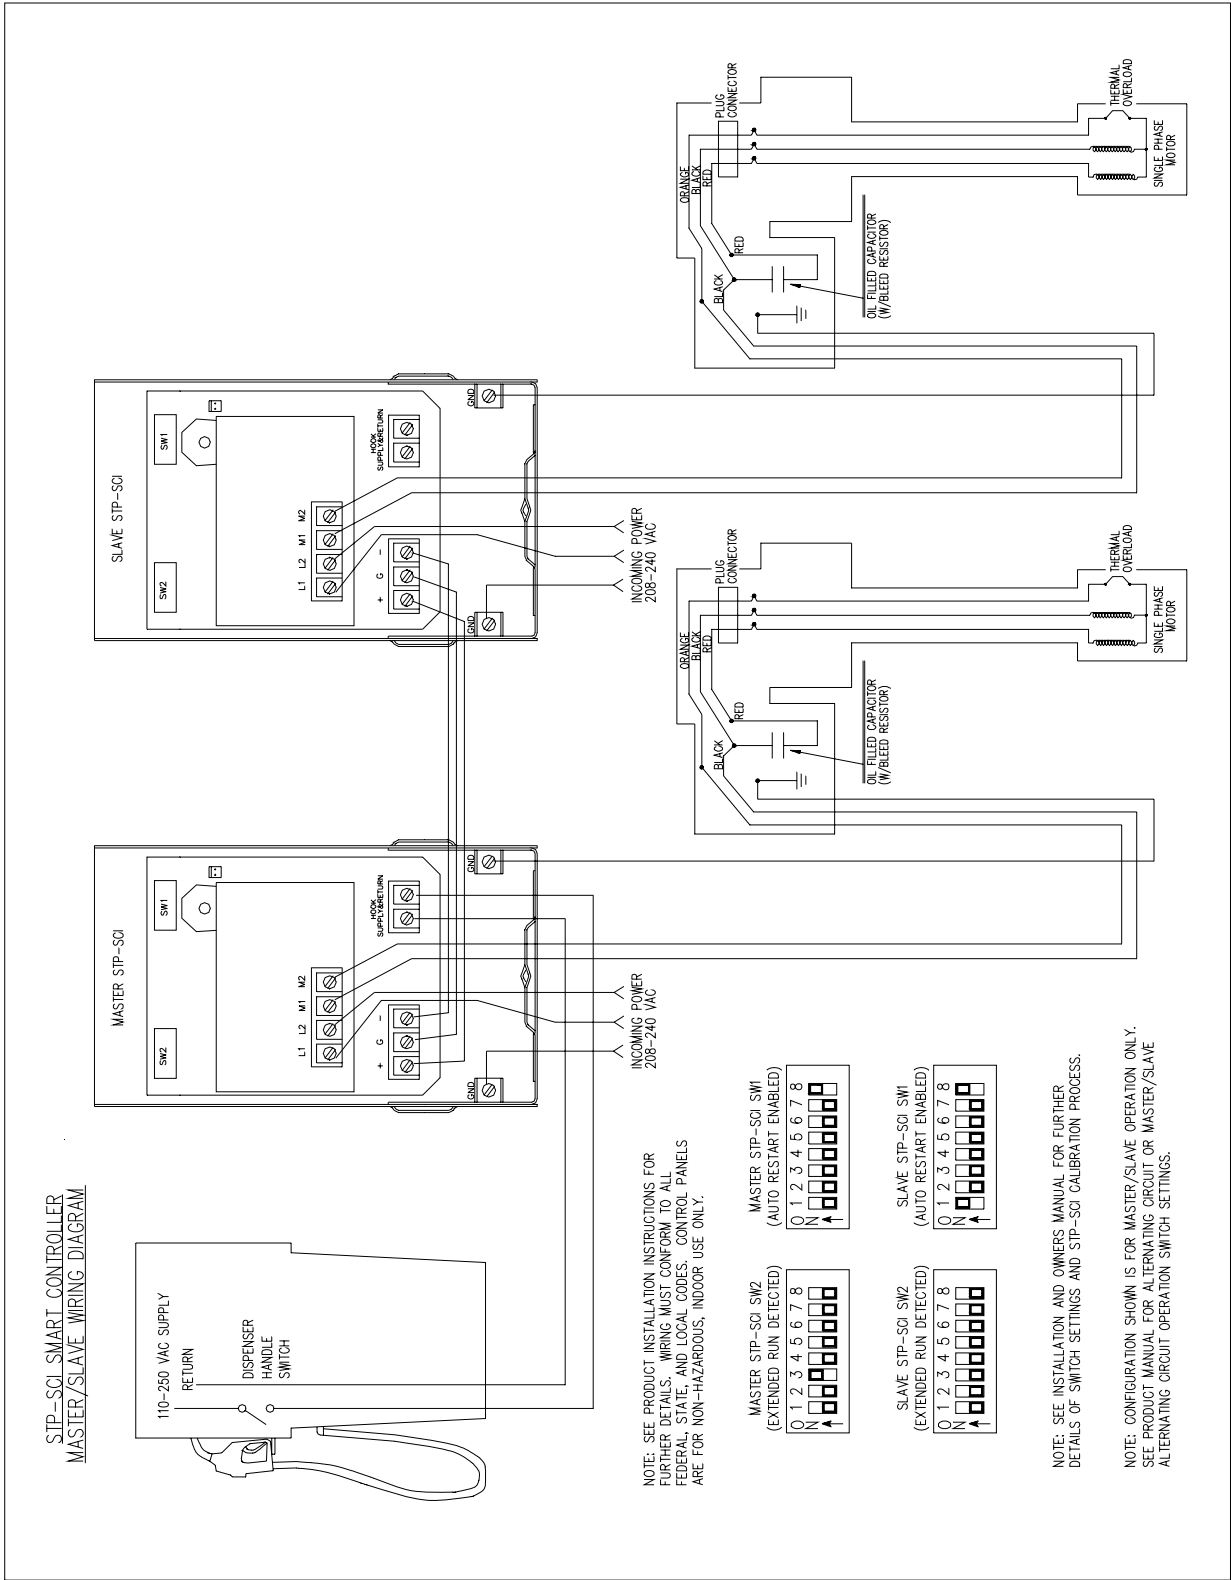 STP-SCI SMART CONTROLLER
MASTER/SLAVE WIRING DIAGRAM
110-250 VAC SUPPLY
RETURN
DISPENSER
HANDLE
SWITCH
MASTER STP-SCI
SW2
SW1
L1 L2 M1 M2
+ G -
HOOK
SUPPLY&RETURN
GND
GND
INCOMING POWER
208-240 VAC
SLAVE STP-SCI
SW2
SW1
L1 L2 M1 M2
+ G -
HOOK
SUPPLY&RETURN
GND
GND
INCOMING POWER
208-240 VAC
ORANGE
BLACK
RED
PLUG
CONNECTOR
BLACK
RED
OIL FILLED CAPACITOR
(W/BLEED RESISTOR)
THERMAL
OVERLOAD
SINGLE PHASE
MOTOR
ORANGE
BLACK
RED
PLUG
CONNECTOR
BLACK
RED
OIL FILLED CAPACITOR
(W/BLEED RESISTOR)
THERMAL
OVERLOAD
SINGLE PHASE
MOTOR
NOTE: SEE PRODUCT INSTALLATION INSTRUCTIONS FOR
FURTHER DETAILS. WIRING MUST CONFORM TO ALL
FEDERAL, STATE, AND LOCAL CODES. CONTROL PANELS
ARE FOR NON-HAZARDOUS, INDOOR USE ONLY.
MASTER STP-SCI SW2
(EXTENDED RUN DETECTED)
O 1 2 3 4 5 6 7 8
N
MASTER STP-SCI SW1
(AUTO RESTART ENABLED)
O 1 2 3 4 5 6 7 8
N
SLAVE STP-SCI SW2
(EXTENDED RUN DETECTED)
O 1 2 3 4 5 6 7 8
N
SLAVE STP-SCI SW1
(AUTO RESTART ENABLED)
O 1 2 3 4 5 6 7 8
N
NOTE: SEE INSTALLATION AND OWNERS MANUAL FOR FURTHER
DETAILS OF SWITCH SETTINGS AND STP-SCI CALIBRATION PROCESS.
NOTE: CONFIGURATION SHOWN IS FOR MASTER/SLAVE OPERATION ONLY.
SEE PRODUCT MANUAL FOR ALTERNATING CIRCUIT OR MASTER/SLAVE
ALTERNATING CIRCUIT OPERATION SWITCH SETTINGS.